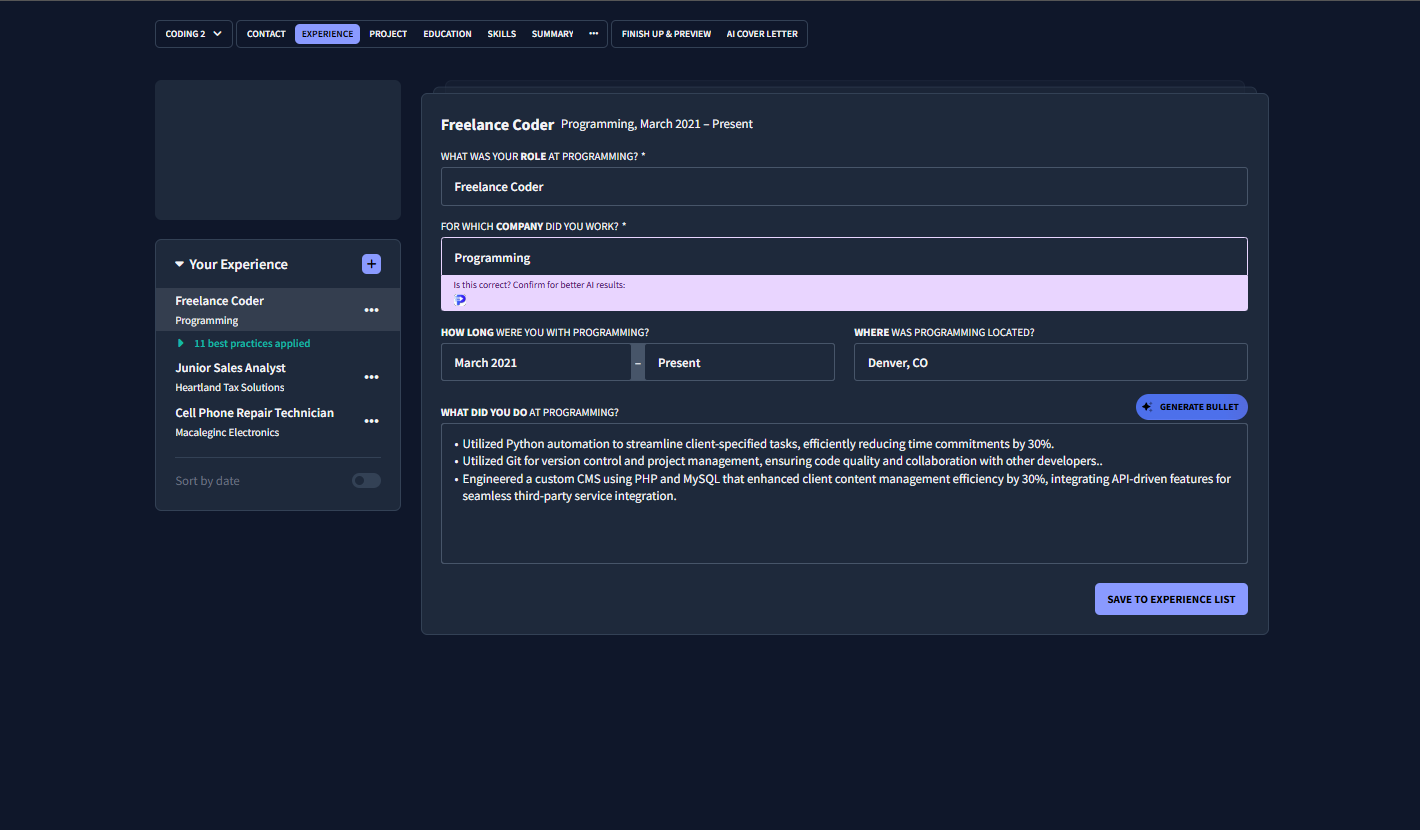 CODING 2 CONTACT EXPERIENCE PROJECT EDUCATION SKILLS SUMMARY ••• FINISH UP & PREVIEW AI COVER LETTER
Your Experience +
Freelance Coder
Programming
•••
11 best practices applied
Junior Sales Analyst
Heartland Tax Solutions
•••
Cell Phone Repair Technician
Macaleginc Electronics
•••
Sort by date
Freelance Coder Programming, March 2021 – Present
WHAT WAS YOUR ROLE AT PROGRAMMING? *
Freelance Coder
FOR WHICH COMPANY DID YOU WORK? *
Programming
Is this correct? Confirm for better AI results:
P
HOW LONG WERE YOU WITH PROGRAMMING? WHERE WAS PROGRAMMING LOCATED?
March 2021 – Present Denver, CO
WHAT DID YOU DO AT PROGRAMMING? GENERATE BULLET
• Utilized Python automation to streamline client-specified tasks, efficiently reducing time commitments by 30%.
• Utilized Git for version control and project management, ensuring code quality and collaboration with other developers..
• Engineered a custom CMS using PHP and MySQL that enhanced client content management efficiency by 30%, integrating API-driven features for
seamless third-party service integration.
SAVE TO EXPERIENCE LIST